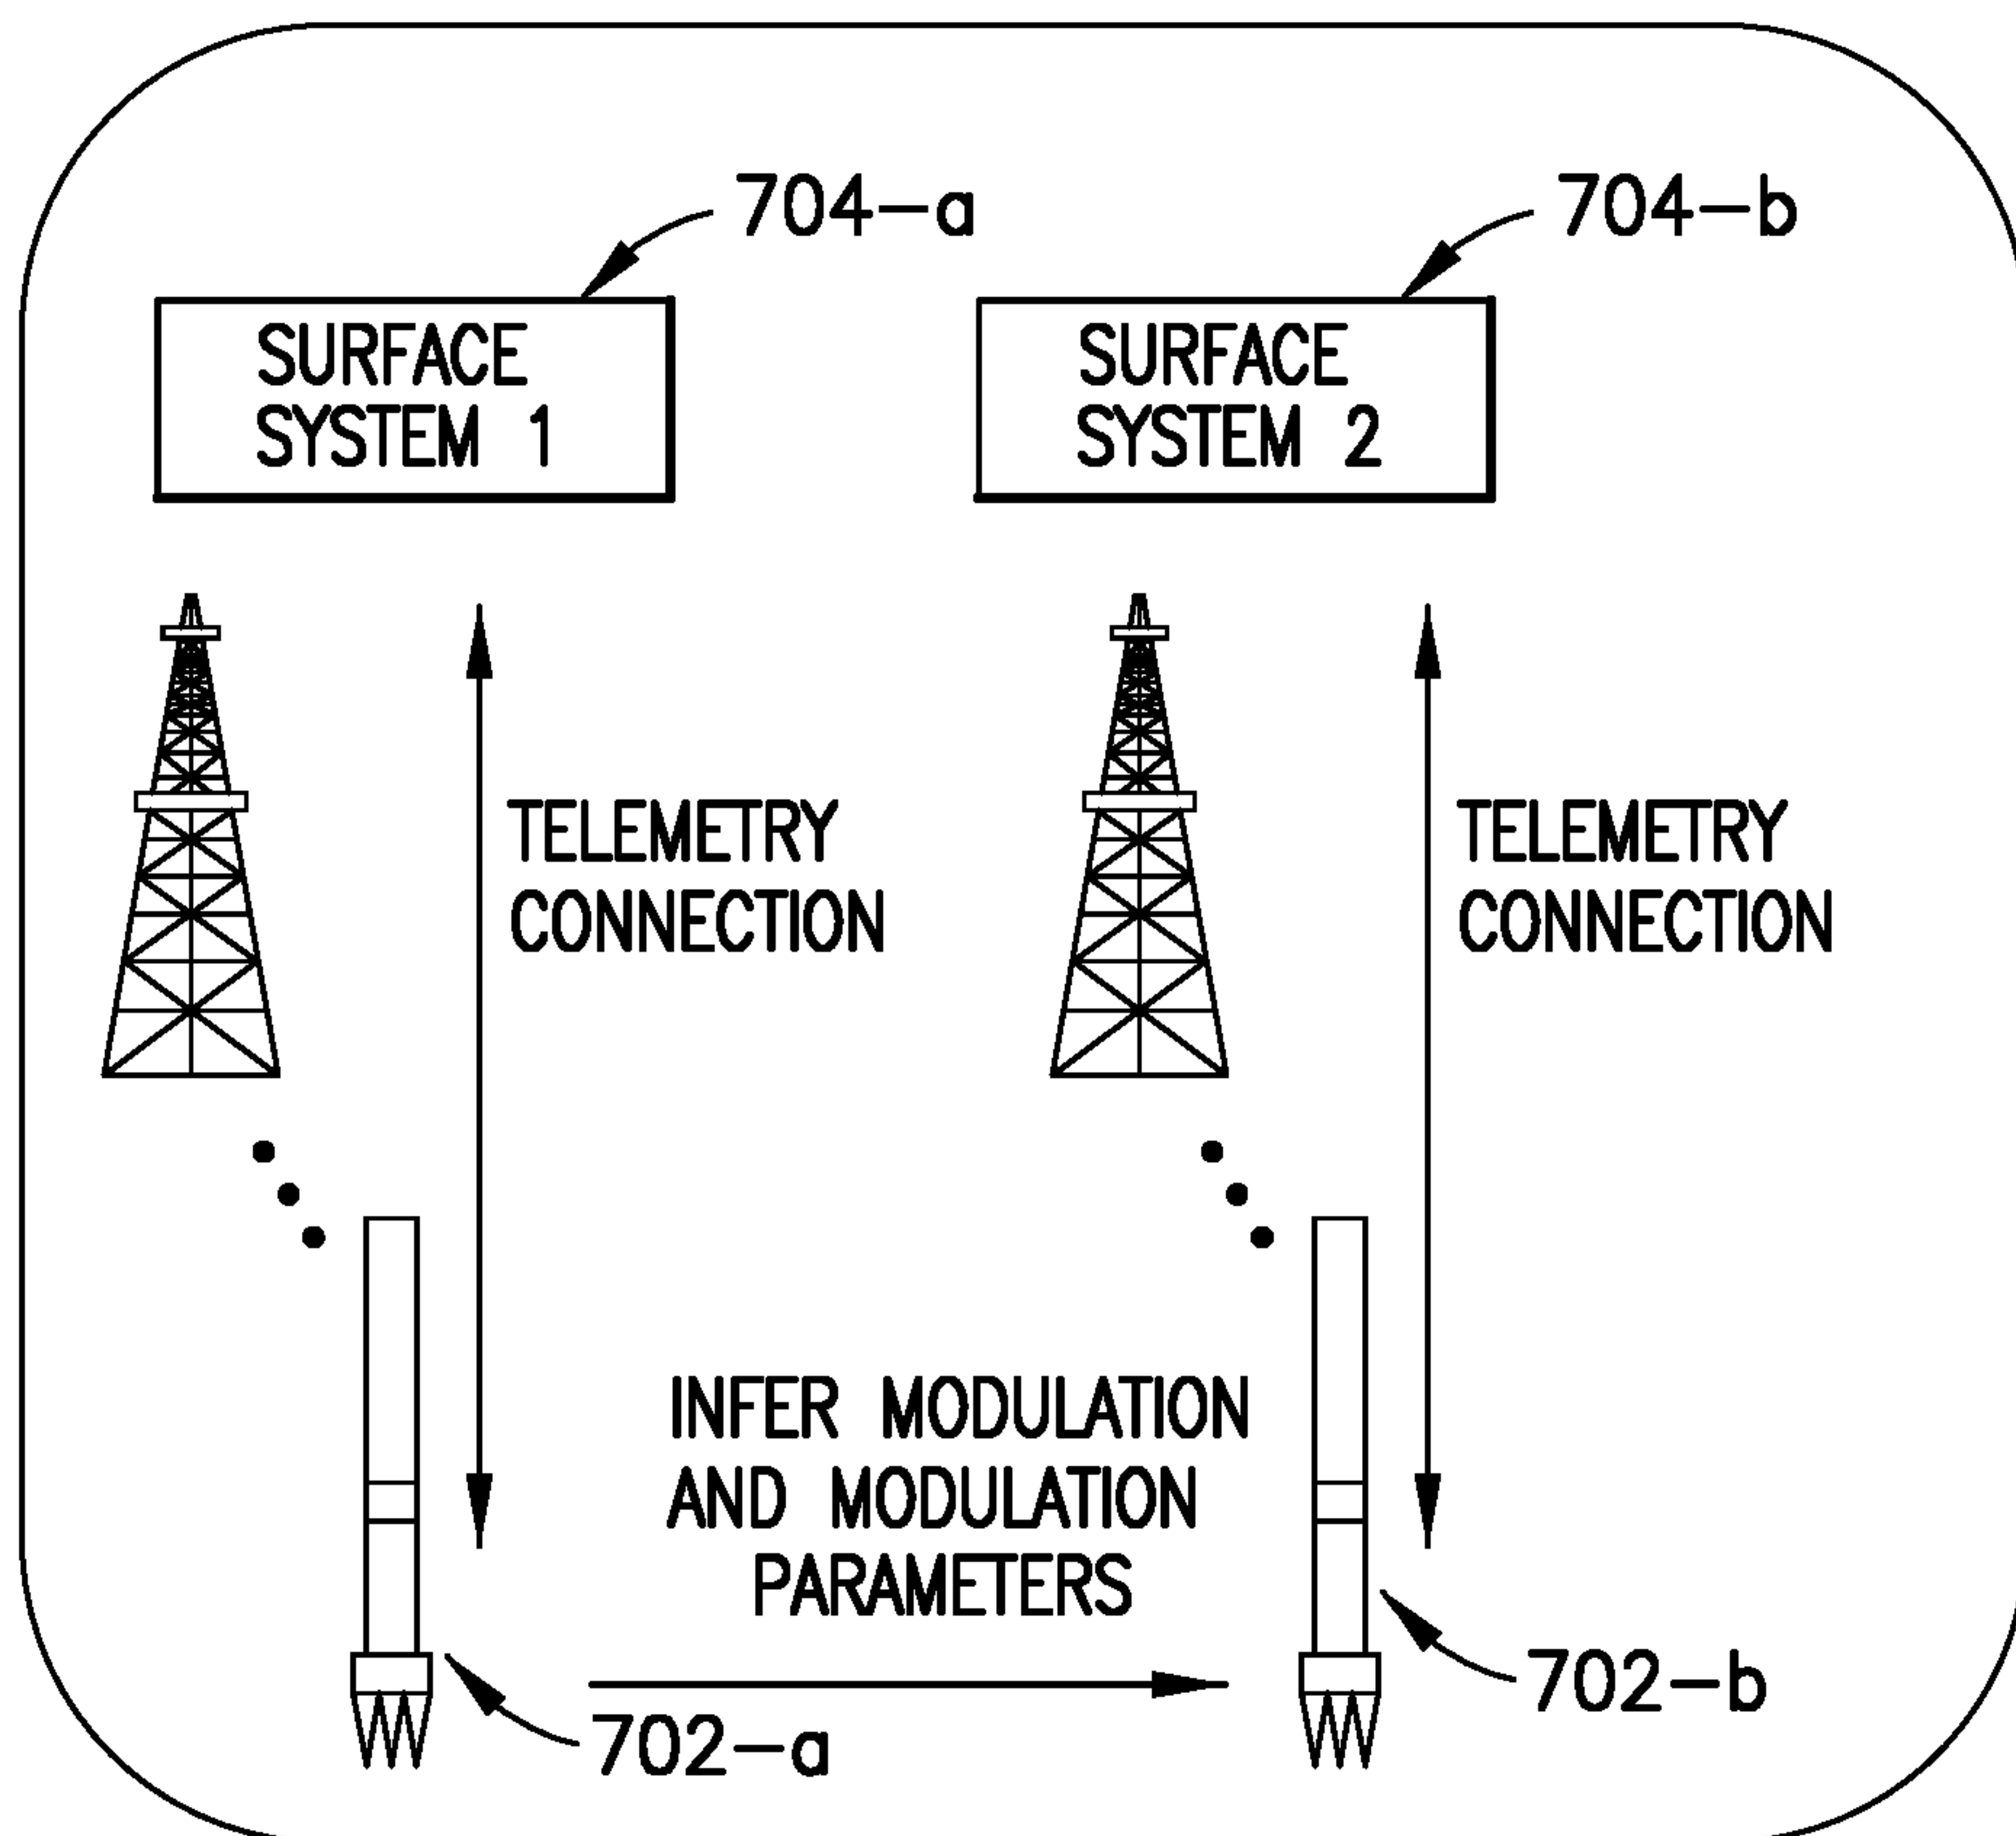 704-a
704-b
SURFACE
SYSTEM 1
SURFACE
SYSTEM 2
TELEMETRY
CONNECTION
TELEMETRY
CONNECTION
INFER MODULATION
AND MODULATION
PARAMETERS
702-a
702-b